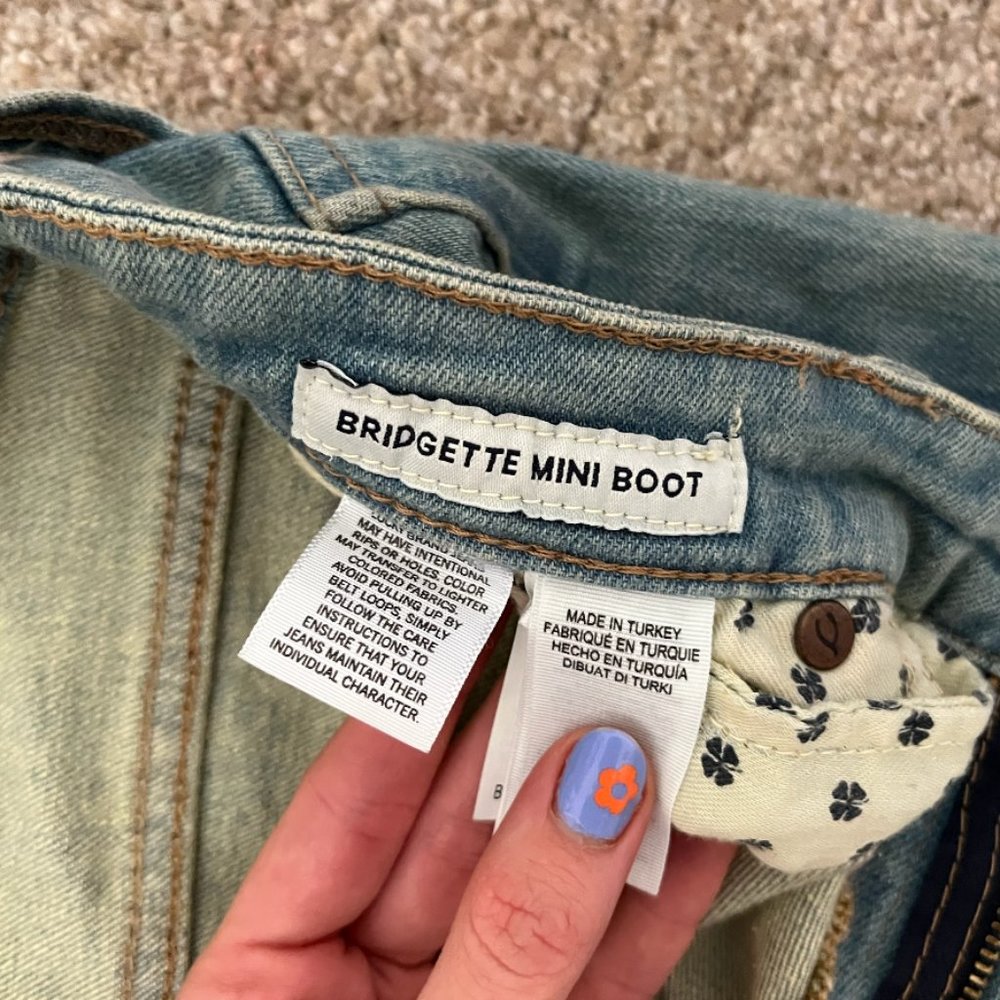 BRIDGETTE MINI BOOT
MAY HAVE INTENTIONAL
RIPS OR HOLES. COLOR
MAY TRANSFER TO LIGHTER
COLORED FABRICS.
AVOID PULLING UP BY
BELT LOOPS, SIMPLY
FOLLOW THE CARPE
INSTRUCTIONS TO
ENSURE THAT YOUR
JEANS MAINTAIN THEIR
INDIVIDUAL CHARACTER.
MADE IN TURKEY
FABRIQUÉ EN TURQUIE
HECHO EN TURQUÍA
DIBUAT DI TURKI
B